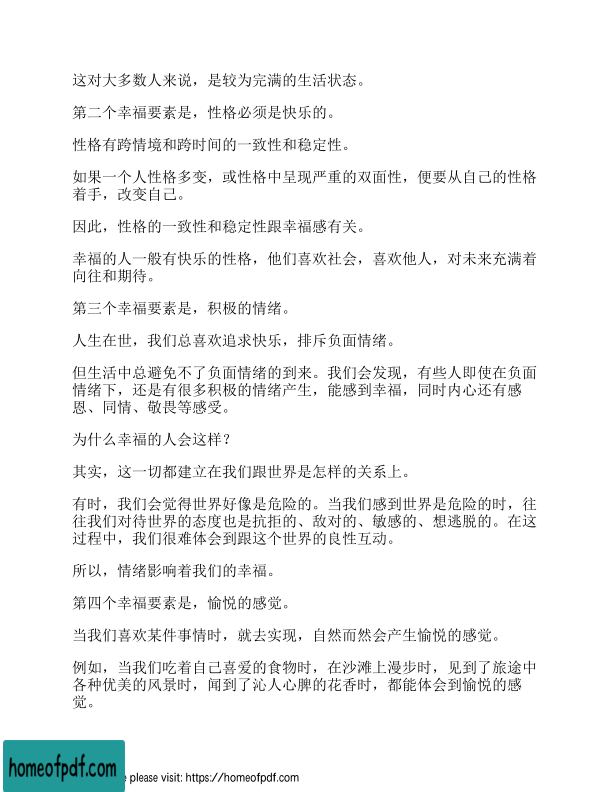 这对大多数人来说，是较为完满的生活状态。
第二个幸福要素是，性格必须是快乐的。
性格有跨情境和跨时间的一致性和稳定性。
如果一个人性格多变，或性格中呈现严重的双面性，便要从自己的性格
着手，改变自己。
因此，性格的一致性和稳定性跟幸福感有关。
幸福的人一般有快乐的性格，他们喜欢社会，喜欢他人，对未来充满着
向往和期待。
第三个幸福要素是，积极的情绪。
人生在世，我们总喜欢追求快乐，排斥负面情绪。
但生活中总避免不了负面情绪的到来。我们会发现，有些人即使在负面
情绪下，还是有很多积极的情绪产生，能感到幸福，同时内心还有感
恩、同情、敬畏等感受。
为什么幸福的人会这样？
其实，这一切都建立在我们跟世界是怎样的关系上。
有时，我们会觉得世界好像是危险的。当我们感到世界是危险的时，往
往我们对待世界的态度也是抗拒的、敌对的、敏感的、想逃脱的。在这
过程中，我们很难体会到跟这个世界的良性互动。
所以，情绪影响着我们的幸福。
第四个幸福要素是，愉悦的感觉。
当我们喜欢某件事情时，就去实现，自然而然会产生愉悦的感觉。
例如，当我们吃着自己喜爱的食物时，在沙滩上漫步时，见到了旅途中
各种优美的风景时，闻到了沁人心脾的花香时，都能体会到愉悦的感
觉。
homeofpdf.com
e please visit: https://homeofpdf.com